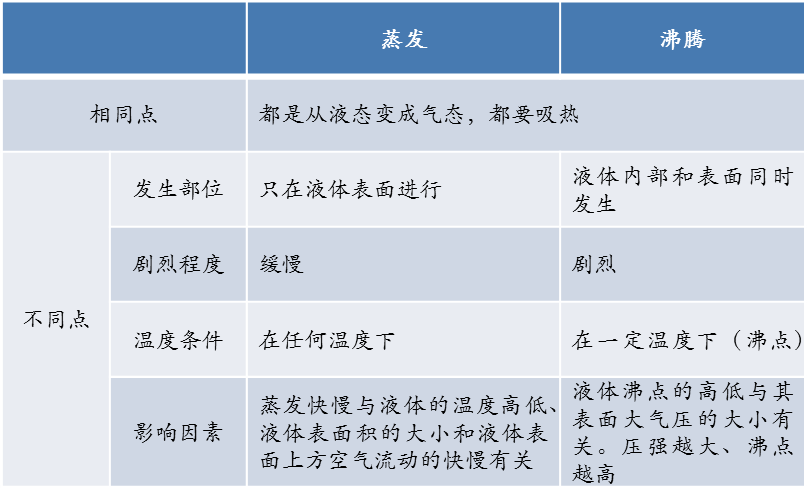 蒸发
沸腾
相同点
都是从液态变成气态，都要吸热
不同点
发生部位
只在液体表面进行
液体内部和表面同时
发生
剧烈程度
缓慢
剧烈
温度条件
在任何温度下
在一定温度下（沸点）
影响因素
蒸发快慢与液体的温度高低、
液体表面积的大小和液体表
面上方空气流动的快慢有关
液体沸点的高低与其
表面大气压的大小有
关。压强越大、沸点
越高